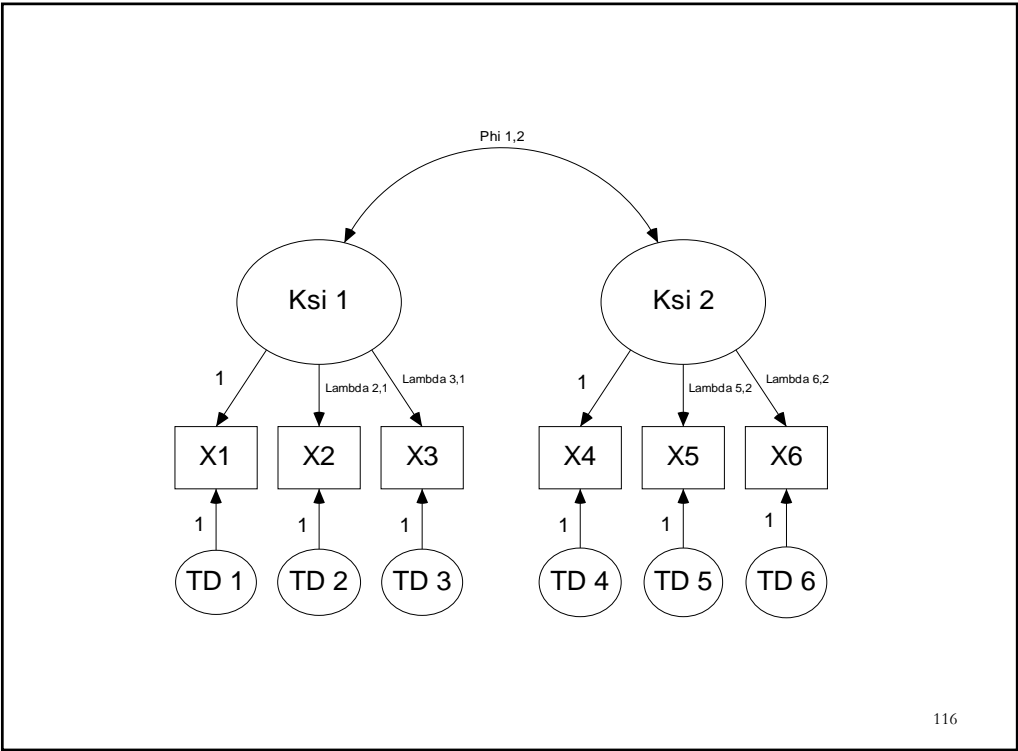 Phi 1,2
Ksi 1 Ksi 2
1 Lambda 2,1 Lambda 3,1 1 Lambda 5,2 Lambda 6,2
X1 X2 X3 X4 X5 X6
1 1 1 1 1 1
TD 1 TD 2 TD 3 TD 4 TD 5 TD 6
116